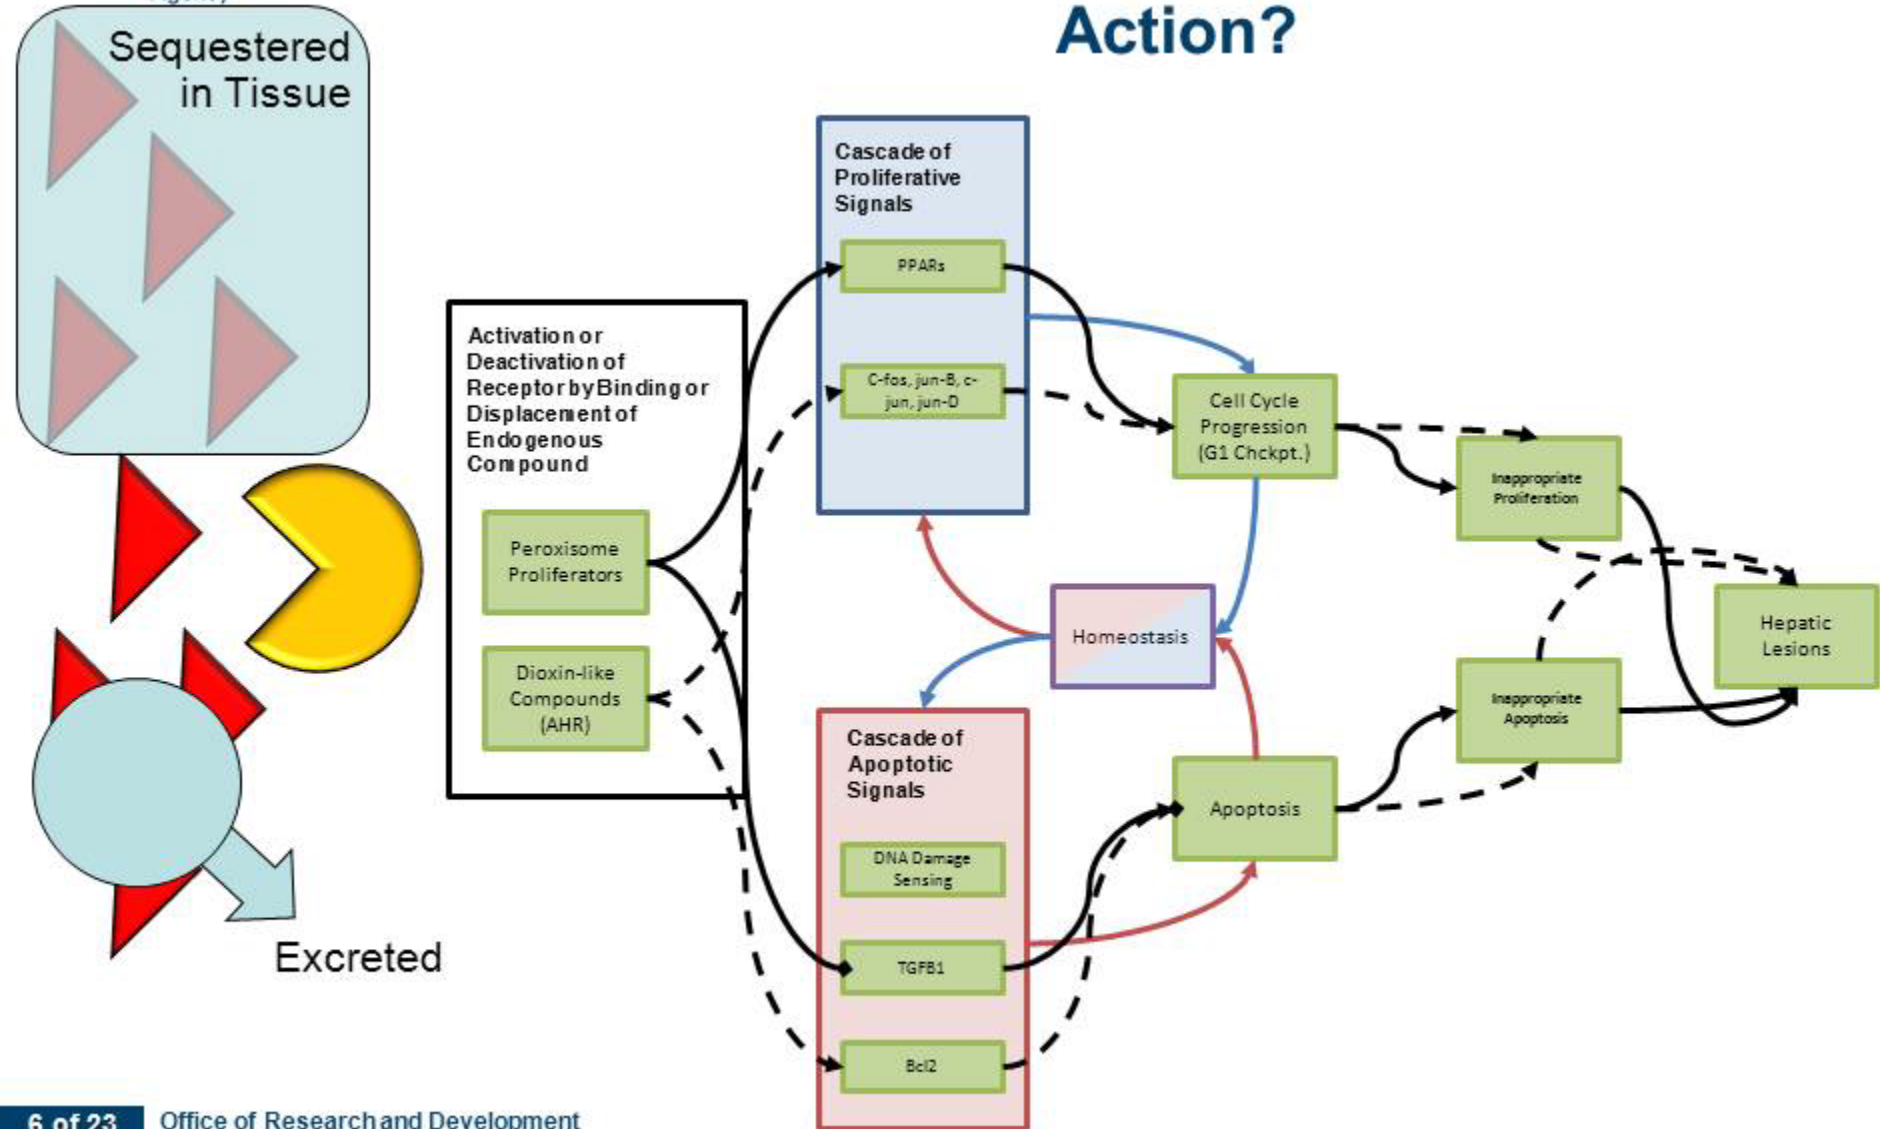 Action?
Sequestered
in Tissue
Cascade of
Proliferative
Signals
PPARs
C-fos, jun-B, c-
jun, jun-D
Activation or
Deactivation of
Receptor by Binding or
Displacement of
Endogenous
Compound
Peroxisome
Proliferators
Dioxin-like
Compounds
(AHR)
Cell Cycle
Progression
(G1 Chckpt.)
Inappropriate
Proliferation
Homeostasis
Hepatic
Lesions
Inappropriate
Apoptosis
Cascade of
Apoptotic
Signals
DNA Damage
Sensing
TGFB1
Bcl2
Apoptosis
Excreted
6 of 23
Office of Research and Development